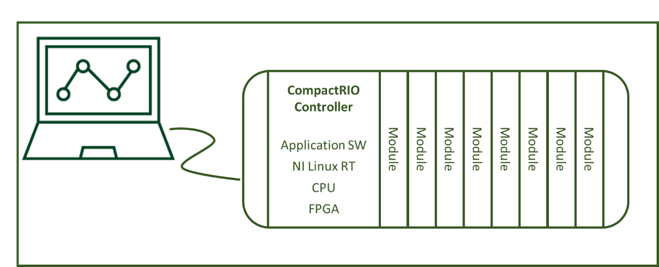 CompactRIO
Controller
Application SW
NI Linux RT
CPU
FPGA
Module
Module
Module
Module
Module
Module
Module
Module